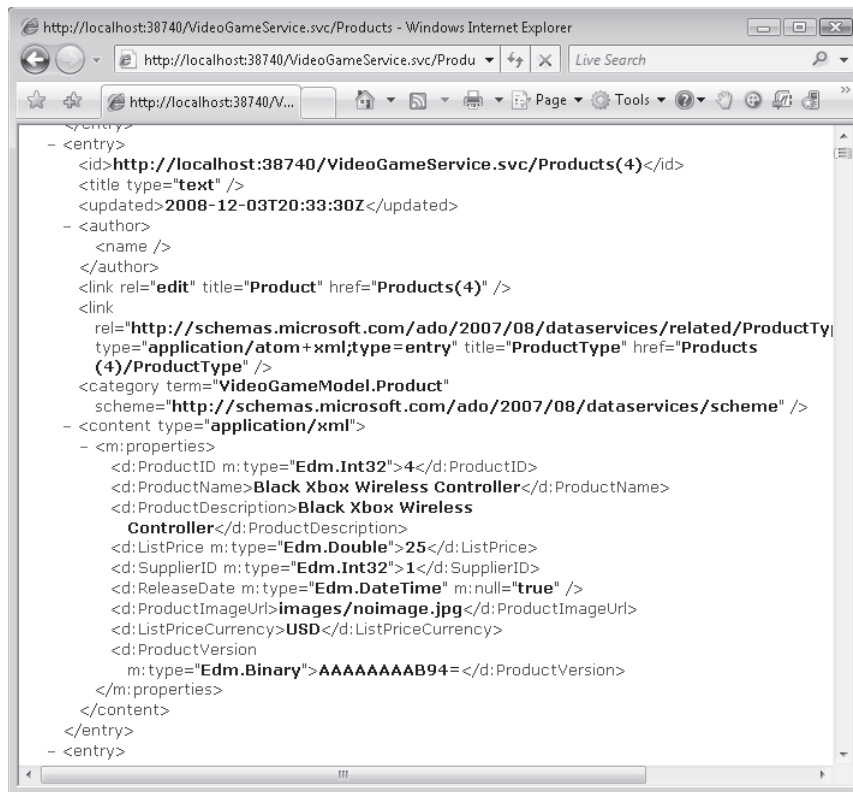 http://localhost:38740/VideoGameService.svc/Products - Windows Internet Explorer
http://localhost:38740/VideoGameService.svc/Produ Live Search
http://localhost:38740/V... Page Tools
</entry>
- <entry>
<id>http://localhost:38740/VideoGameService.svc/Products(4)</id>
<title type="text" />
<updated>2008-12-03T20:33:30Z</updated>
- <author>
<name />
</author>
<link rel="edit" title="Product" href="Products(4)" />
<link
rel="http://schemas.microsoft.com/ado/2007/08/dataservices/related/ProductTy
type="application/atom+xml;type=entry" title="ProductType" href="Products
(4)/ProductType" />
<category term="VideoGameModel.Product"
scheme="http://schemas.microsoft.com/ado/2007/08/dataservices/scheme" />
- <content type="application/xml">
- <m:properties>
<d:ProductID m:type="Edm.Int32">4</d:ProductID>
<d:ProductName>Black Xbox Wireless Controller</d:ProductName>
<d:ProductDescription>Black Xbox Wireless
Controller</d:ProductDescription>
<d:ListPrice m:type="Edm.Double">25</d:ListPrice>
<d:SupplierID m:type="Edm.Int32">1</d:SupplierID>
<d:ReleaseDate m:type="Edm.DateTime" m:null="true" />
<d:ProductImageUrl>images/noimage.jpg</d:ProductImageUrl>
<d:ListPriceCurrency>USD</d:ListPriceCurrency>
<d:ProductVersion
m:type="Edm.Binary">AAAAAAAAB94=</d:ProductVersion>
</m:properties>
</content>
</entry>
- <entry>